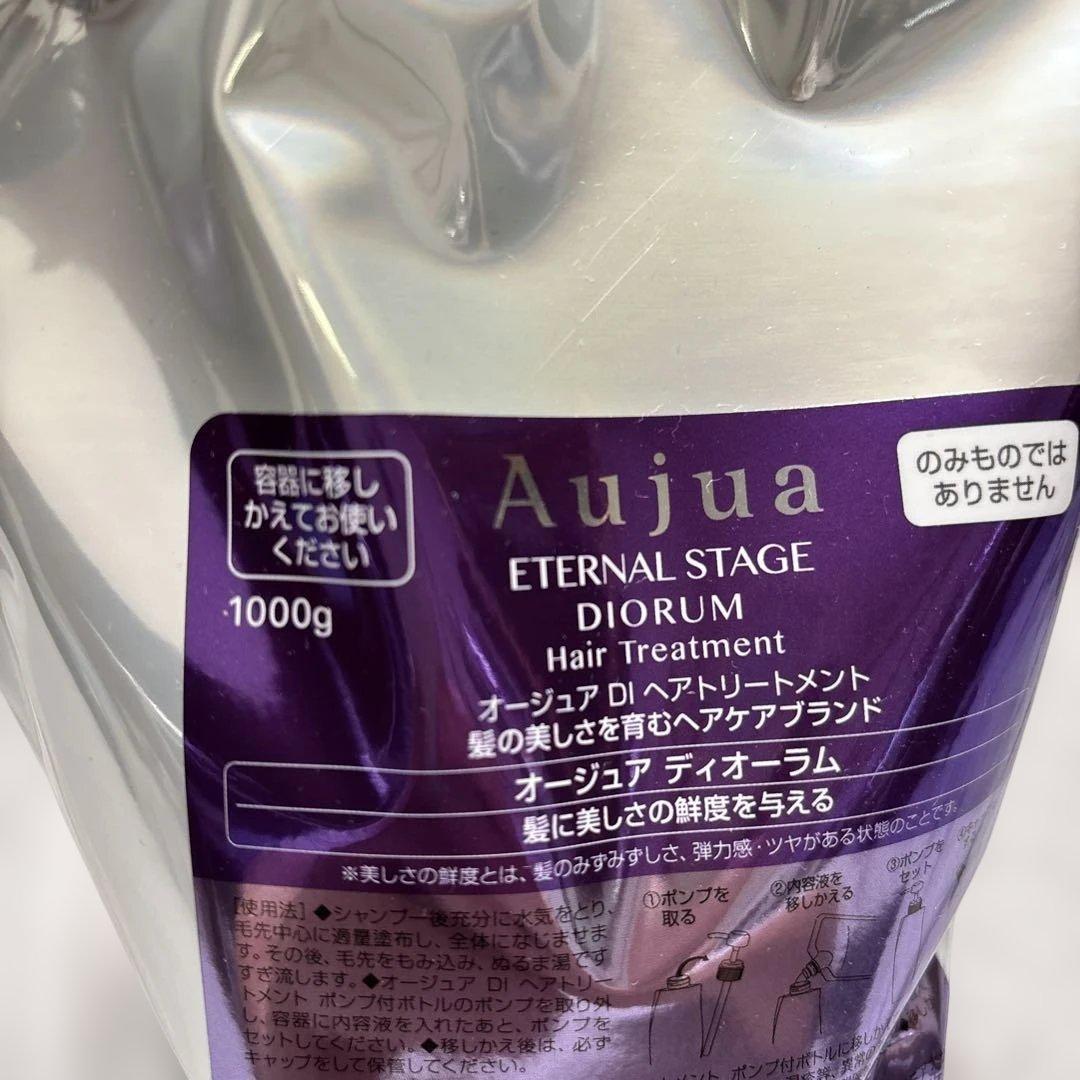 容器に移し
かえてお使い
ください
1000g
Aujua
ETERNAL STAGE
DIORUM
Hair Treatment
のみものでは
ありません
オージュア DI ヘアトリートメント
髪の美しさを育むヘアケアブランド
オージュア ディオーラム
髪に美しさの鮮度を与える
※美しさの鮮度とは、髪のみずみずしさ、弾力感・ツヤがある状態のことです。
[使用法] ◆シャンプー後充分に水気をとり、
毛先中心に適量塗布し、全体になじませま
す。その後、毛先をもみ込み、ぬるま湯です
すぎ流します。◆オージュア DI ヘアトリー
トメント ポンプ付ボトルのポンプを取り外
し、容器に内容液を入れたあと、ポンプを
セットしてください。◆移しかえ後は、必ず
キャップをして保管してください。
①ポンプを
取る
②内容液を
移しかえる
③ポンプを
セット
メント ポンプ付ボトルに移しか